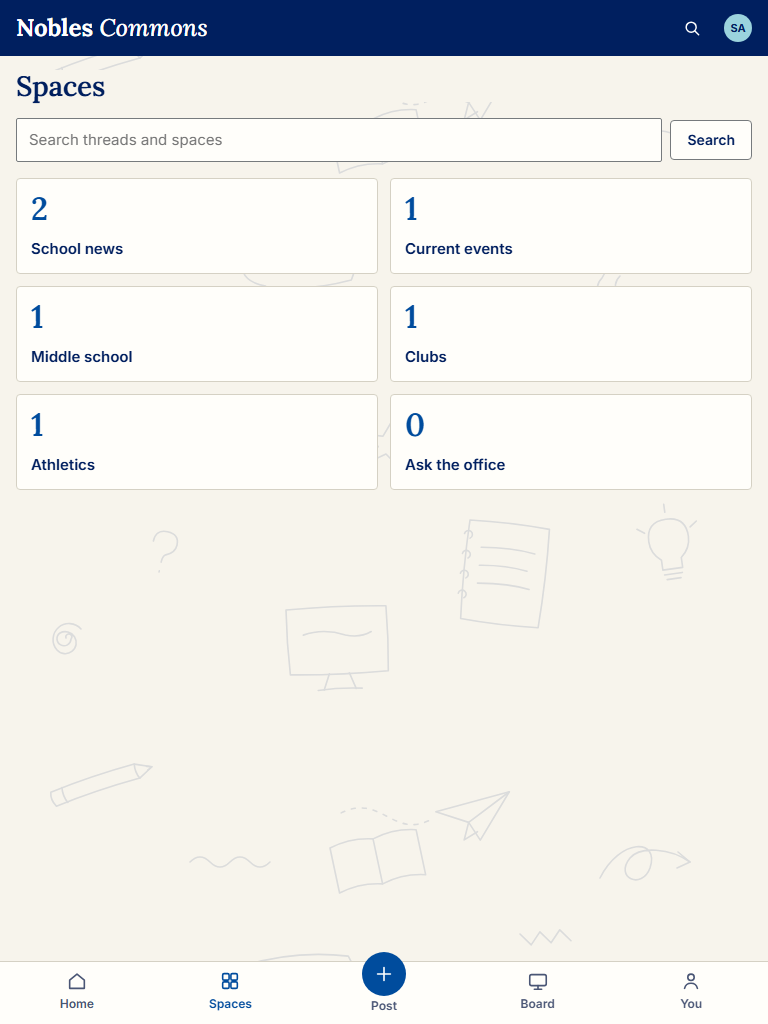 Nobles Commons
SA
Spaces
Search threads and spaces
Search
2
School news
1
Current events
1
Middle school
1
Clubs
1
Athletics
0
Ask the office
Home
Spaces
Post
Board
You